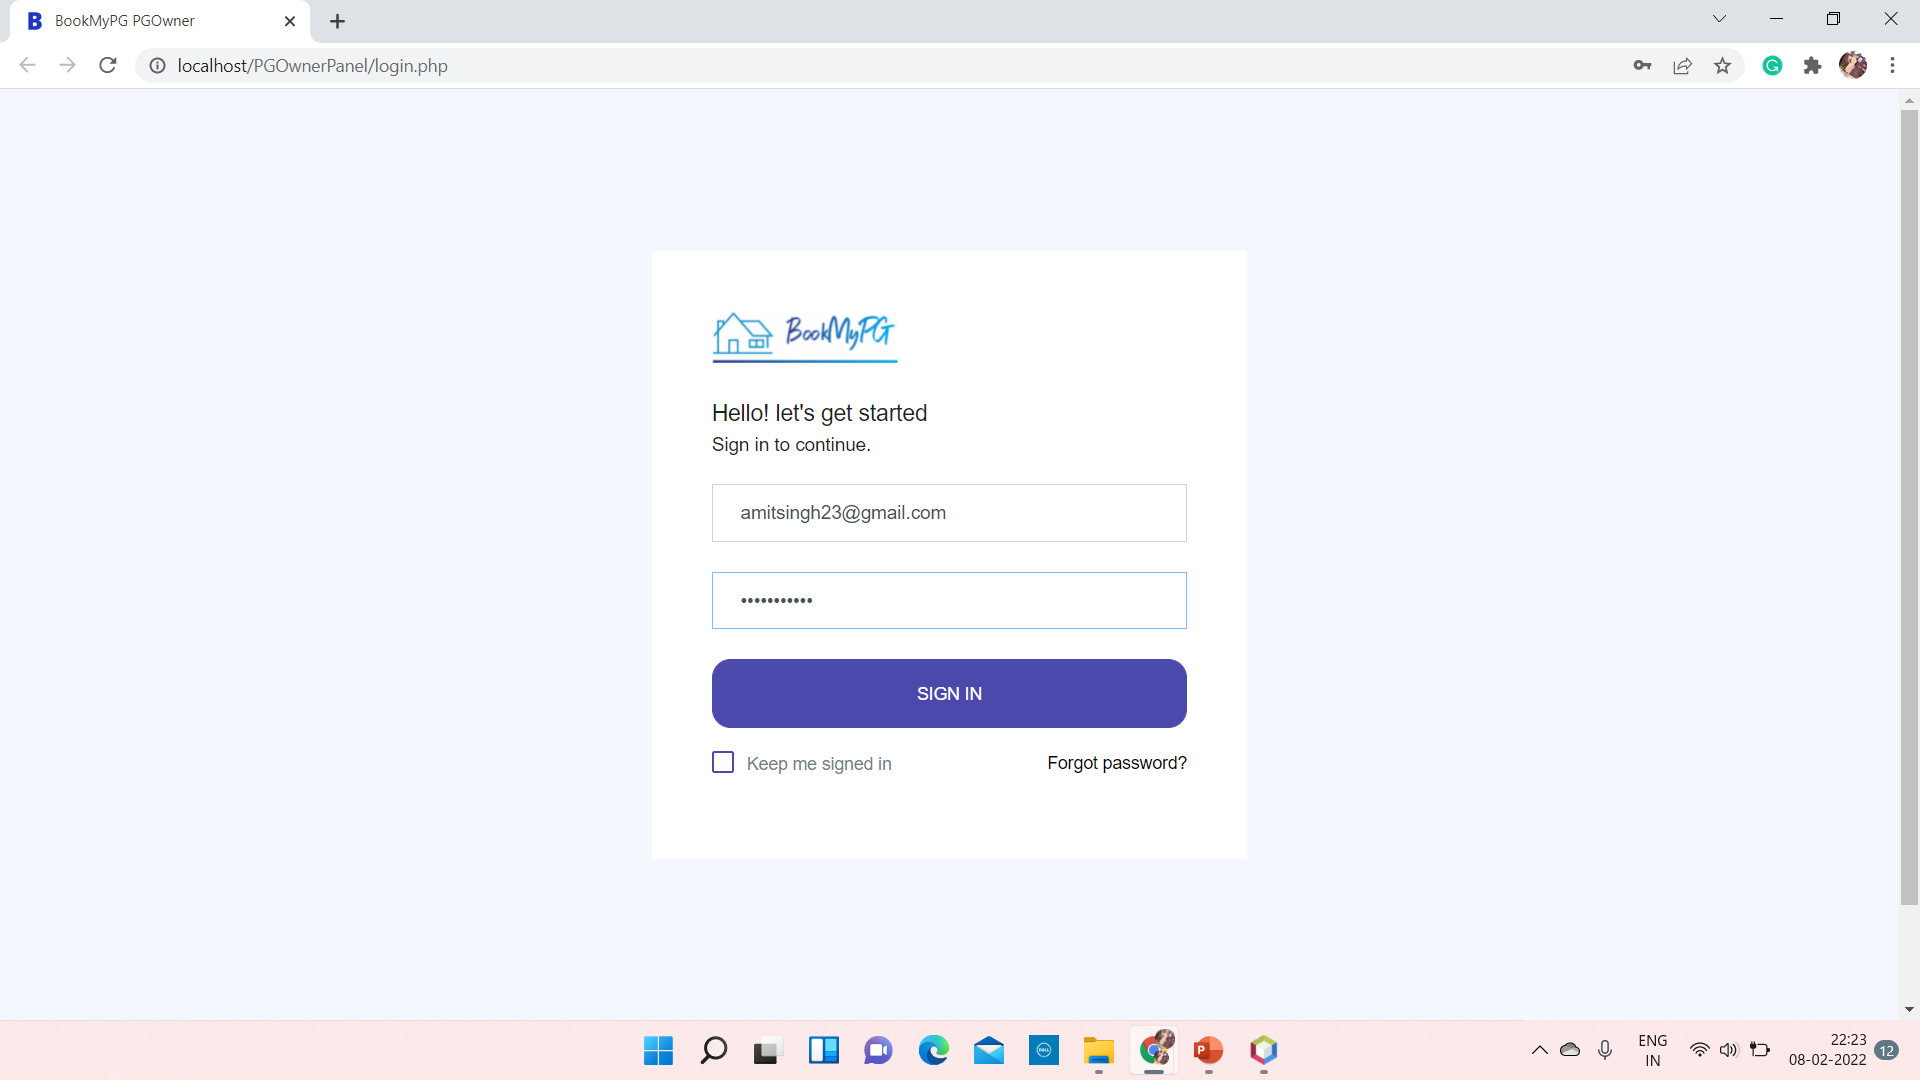 BookMyPG PGOwner
localhost/PGOwnerPanel/login.php
BookMyPG
Hello! let's get started
Sign in to continue.
amitsingh23@gmail.com
•••••••••••
SIGN IN
Keep me signed in
Forgot password?
ENG
IN
22:23
08-02-2022
12